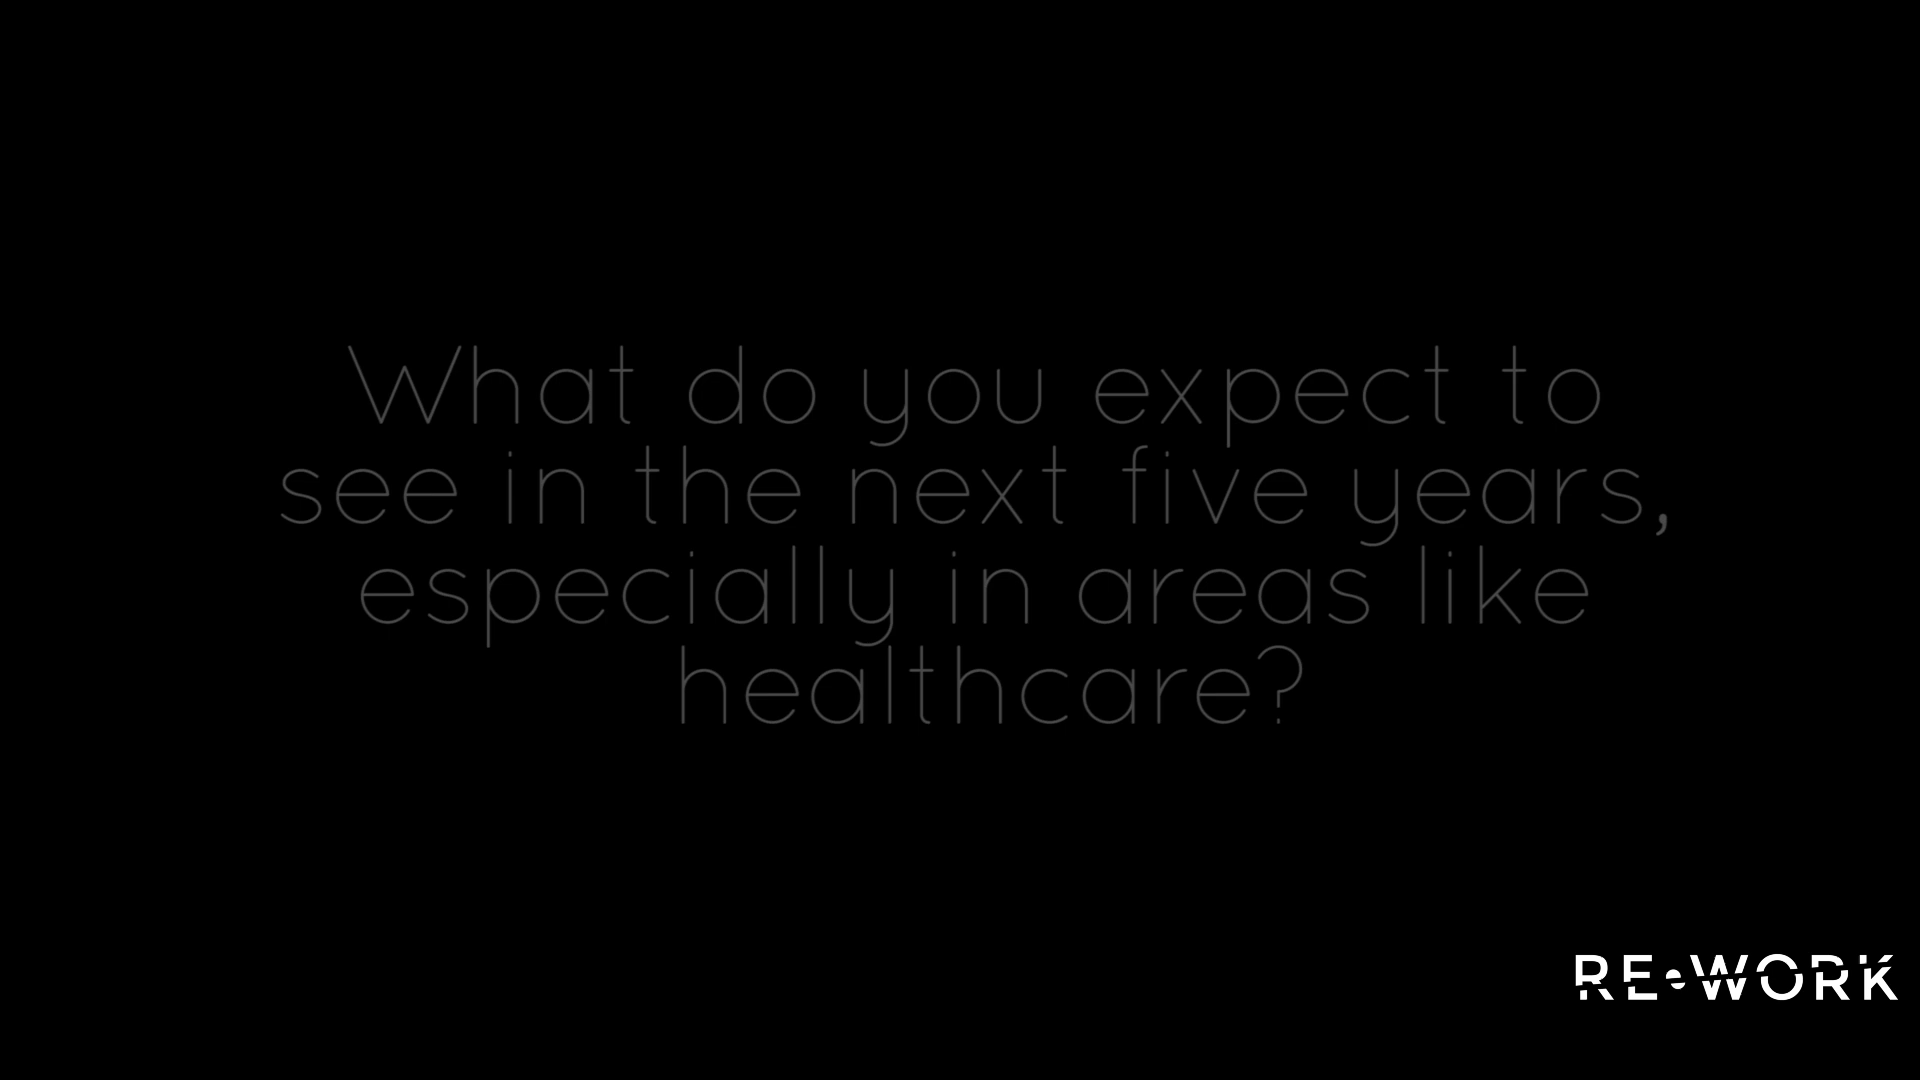 What do you expect to
see in the next five years,
especially in areas like
healthcare?
RE•WORK